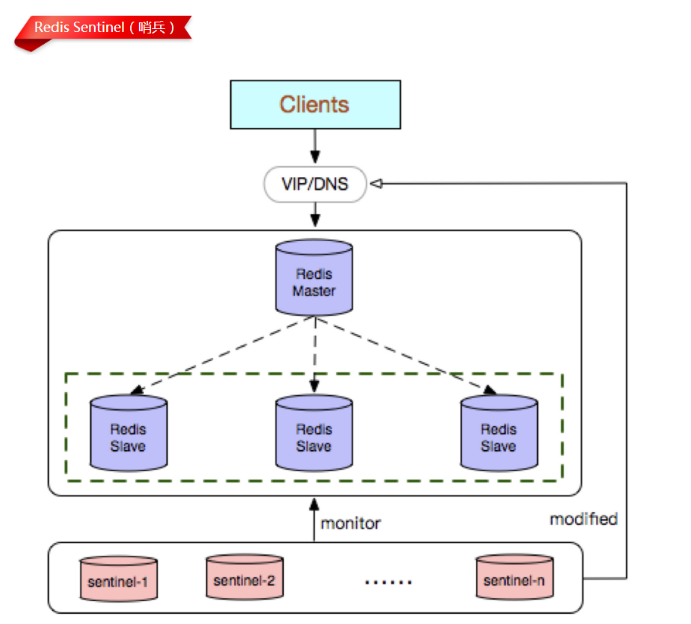 Redis Sentinel（哨兵）
Clients
VIP/DNS
Redis
Master
Redis
Slave
Redis
Slave
Redis
Slave
monitor
modified
sentinel-1
sentinel-2
······
sentinel-n